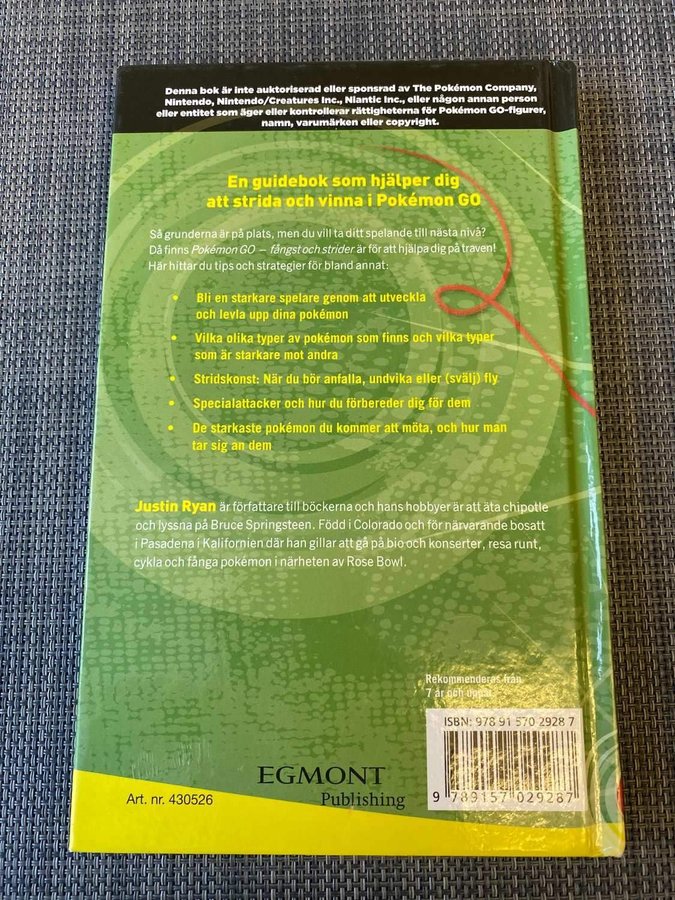 Denna bok är inte auktoriserad eller sponsrad av The Pokémon Company,
Nintendo, Nintendo/Creatures Inc., Niantic Inc., eller någon annan person
eller entitet som äger eller kontrollerar rättigheterna för Pokémon GO-figurer,
namn, varumärken eller copyright.
En guidebok som hjälper dig
att strida och vinna i Pokémon GO
Så grunderna är på plats, men du vill ta ditt spelande till nästa nivå?
Då finns Pokémon GO – fångst och strider är för att hjälpa dig på traven!
Här hittar du tips och strategier för bland annat:
• Bli en starkare spelare genom att utveckla
och levla upp dina pokémon
• Vilka olika typer av pokémon som finns och vilka typer
som är starkare mot andra
• Stridskonst: När du bör anfalla, undvika eller (svälj) fly
• Specialattacker och hur du förbereder dig för dem
• De starkaste pokémon du kommer att möta, och hur man
tar sig an dem
Justin Ryan är författare till böckerna och hans hobbyer är att äta chipotle
och lyssna på Bruce Springsteen. Född i Colorado och för närvarande bosatt
i Pasadena i Kalifornien där han gillar att gå på bio och konserter, resa runt,
cykla och fånga pokémon i närheten av Rose Bowl.
Rekommenderas från
7 år och uppåt
ISBN: 978 91 570 2928 7
9 789157 029287
EGMONT
Publishing
Art. nr. 430526